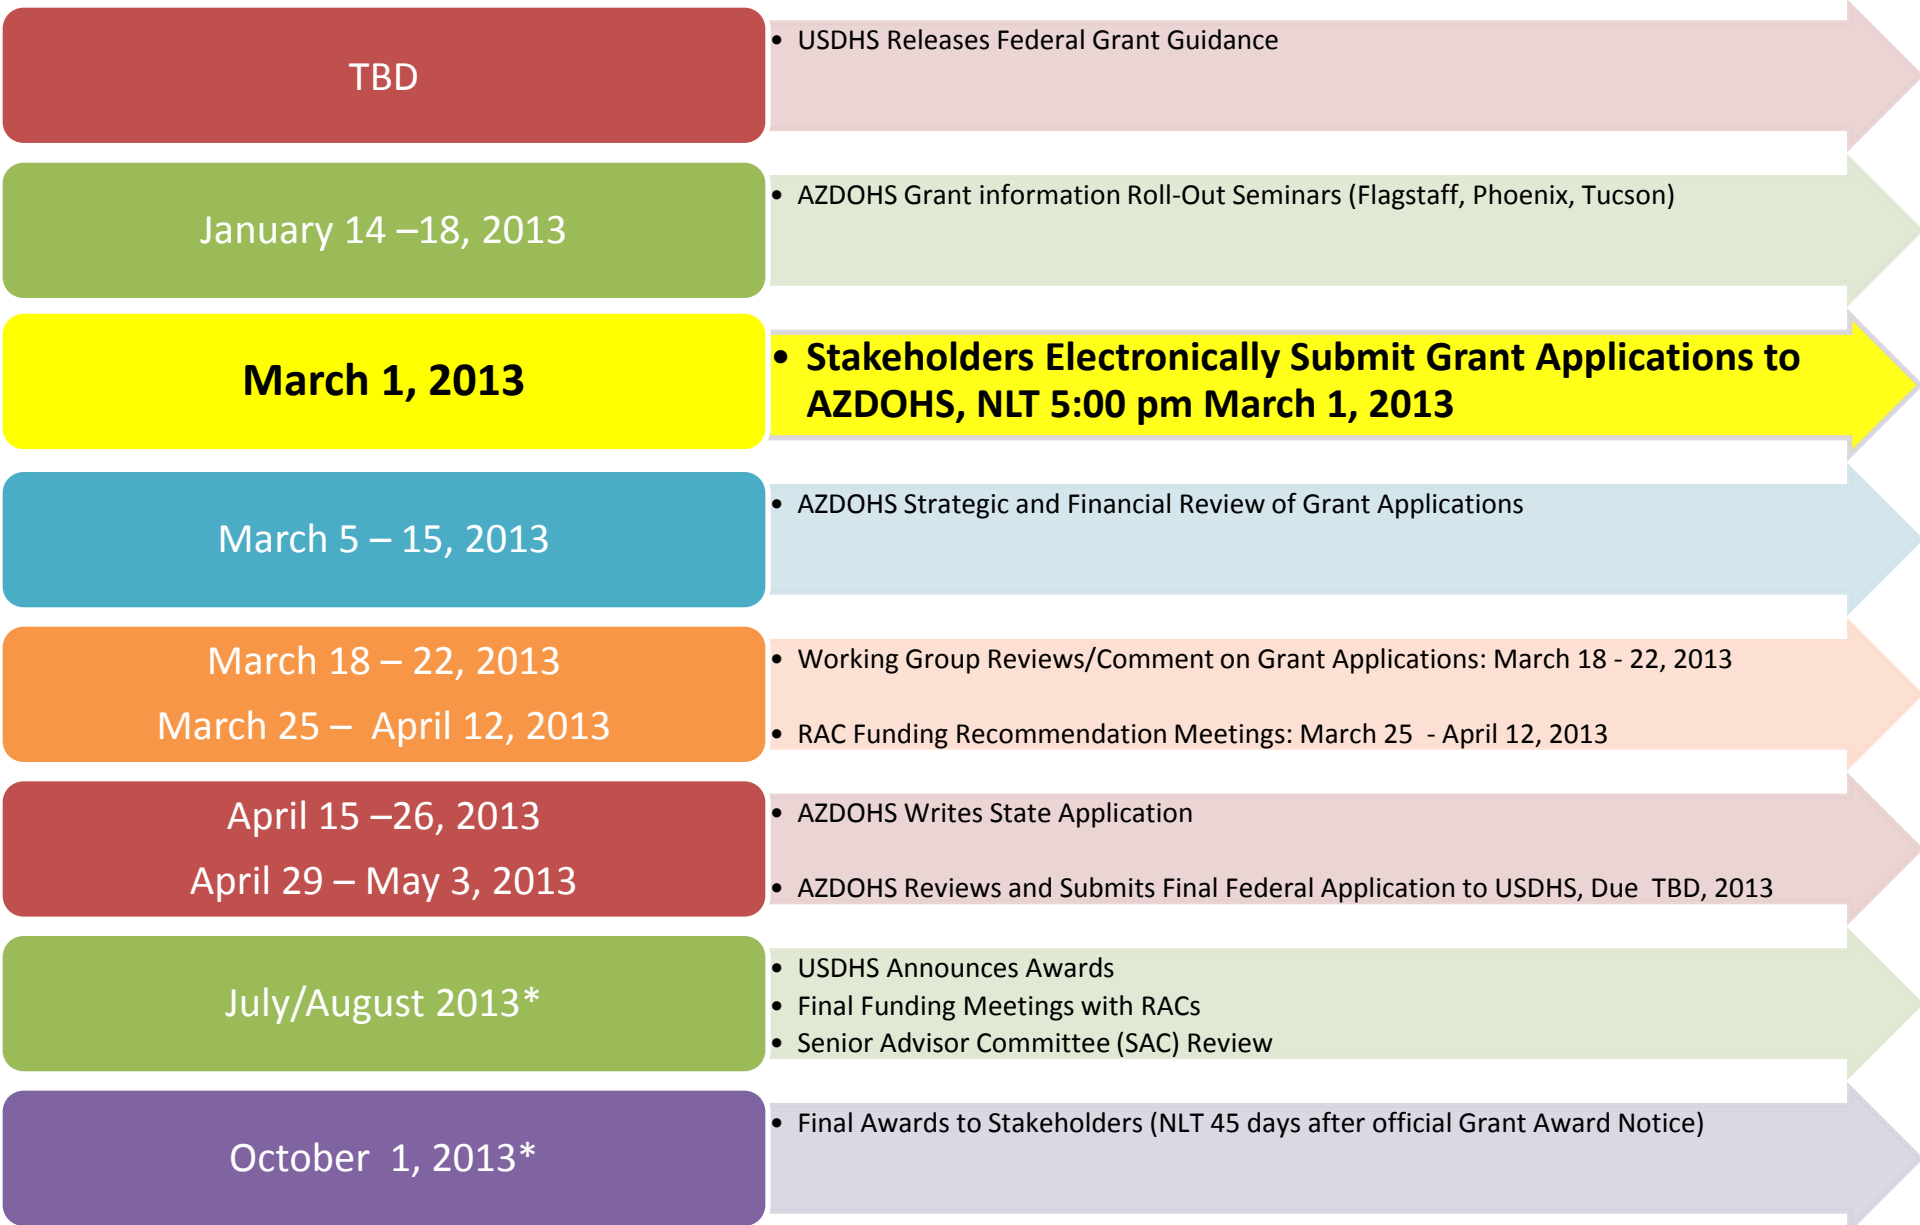 TBD
• USDHS Releases Federal Grant Guidance
January 14 –18, 2013
• AZDOHS Grant information Roll-Out Seminars (Flagstaff, Phoenix, Tucson)
March 1, 2013
• Stakeholders Electronically Submit Grant Applications to
AZDOHS, NLT 5:00 pm March 1, 2013
March 5 – 15, 2013
• AZDOHS Strategic and Financial Review of Grant Applications
March 18 – 22, 2013
March 25 –  April 12, 2013
• Working Group Reviews/Comment on Grant Applications: March 18 - 22, 2013
• RAC Funding Recommendation Meetings: March 25  - April 12, 2013
April 15 –26, 2013
April 29 – May 3, 2013
• AZDOHS Writes State Application
• AZDOHS Reviews and Submits Final Federal Application to USDHS, Due  TBD, 2013
July/August 2013*
• USDHS Announces Awards
• Final Funding Meetings with RACs
• Senior Advisor Committee (SAC) Review
October  1, 2013*
• Final Awards to Stakeholders (NLT 45 days after official Grant Award Notice)